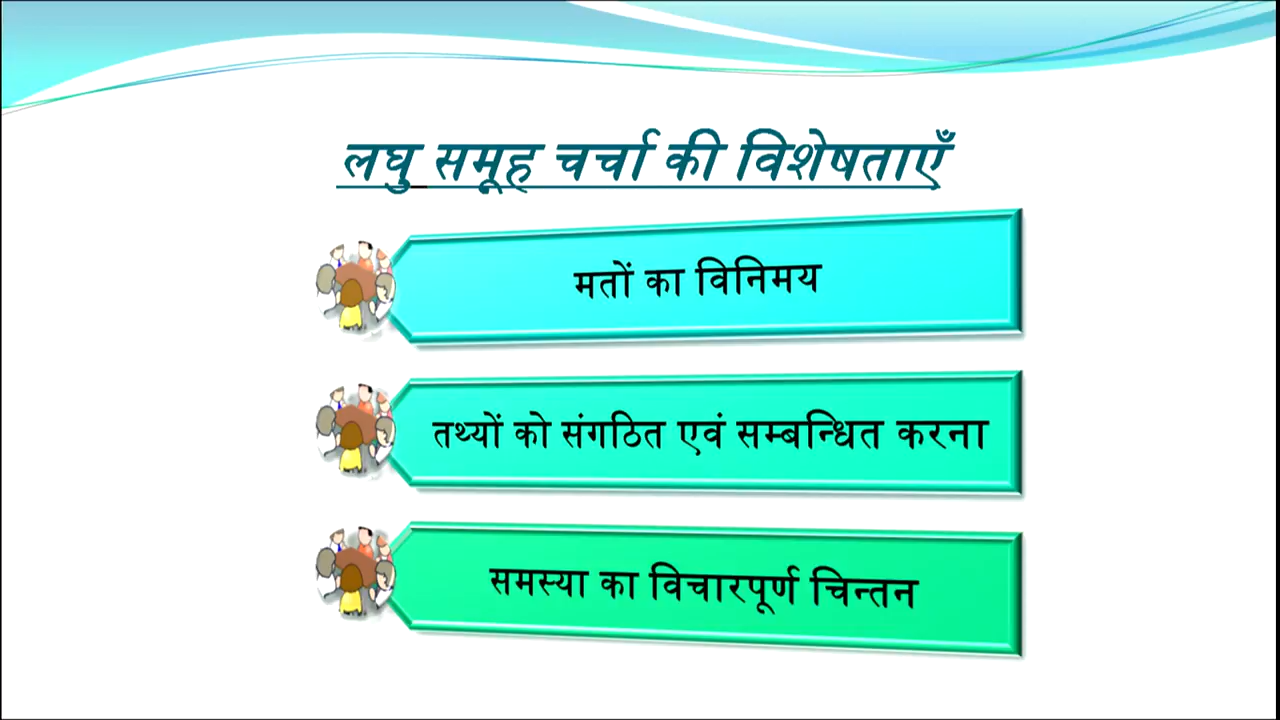 लघु समूह चर्चा की विशेषताएँ
मतों का विनिमय
तथ्यों को संगठित एवं सम्बन्धित करना
समस्या का विचारपूर्ण चिन्तन